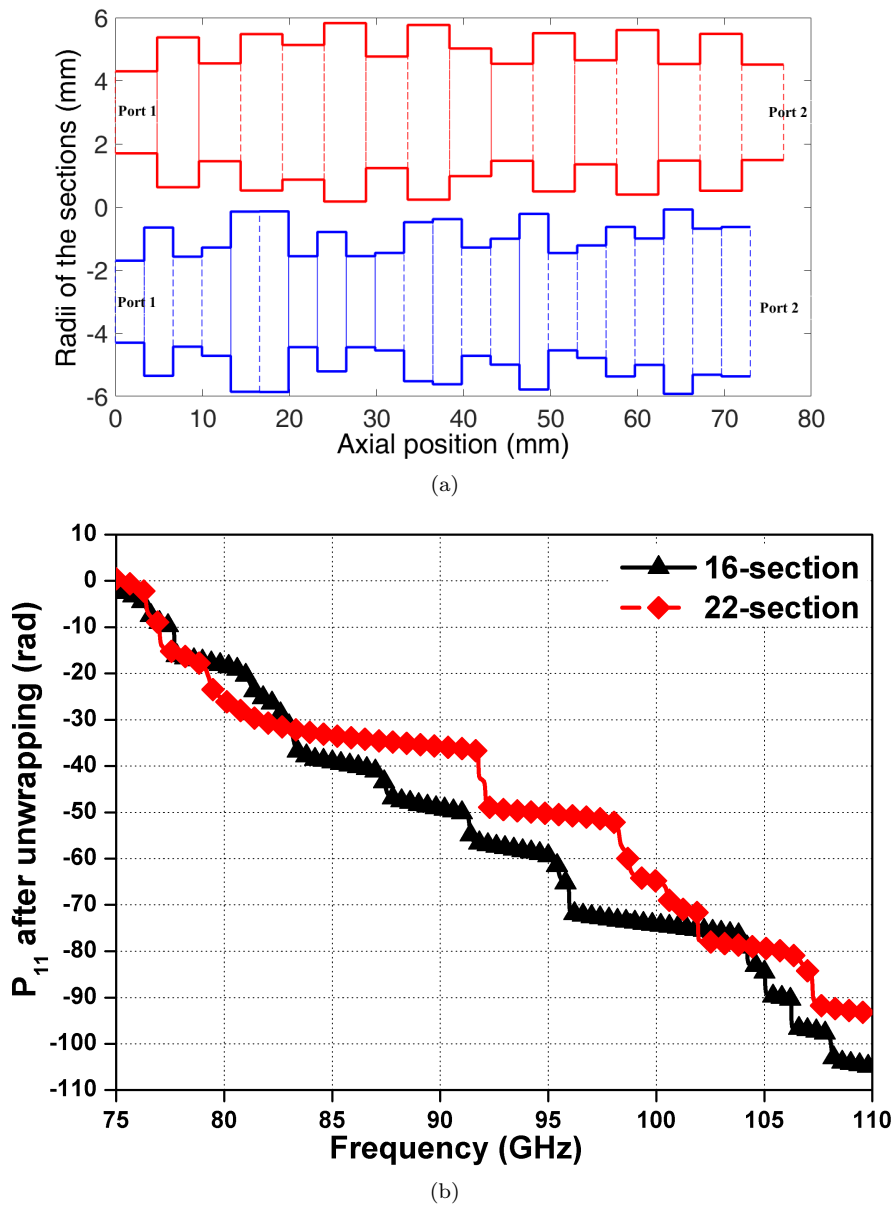 6
4
2
0
-2
-4
-6
Radii of the sections (mm)
Port 1
Port 2
Port 1
Port 2
0 10 20 30 40 50 60 70 80
Axial position (mm)
(a)
10
0
-10
-20
-30
-40
-50
-60
-70
-80
-90
-100
-110
P11 after unwrapping (rad)
16-section
22-section
75 80 85 90 95 100 105 110
Frequency (GHz)
(b)